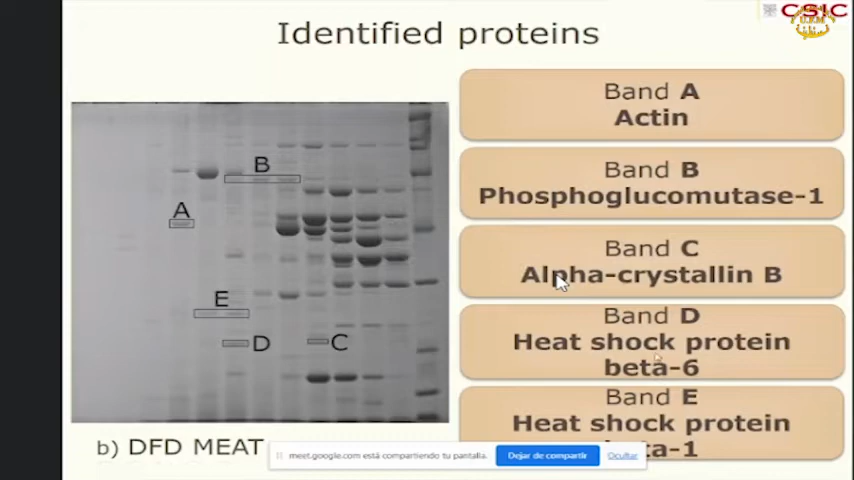 CSIC
Identified proteins
Band A
Actin
Band B
Phosphoglucomutase-1
Band C
Alpha-crystallin B
Band D
Heat shock protein
beta-6
Band E
Heat shock protein
B
A
E
D
C
b) DFD MEAT
meet.google.com está compartiendo tu pantalla.
Dejar de compartir
Ocultar